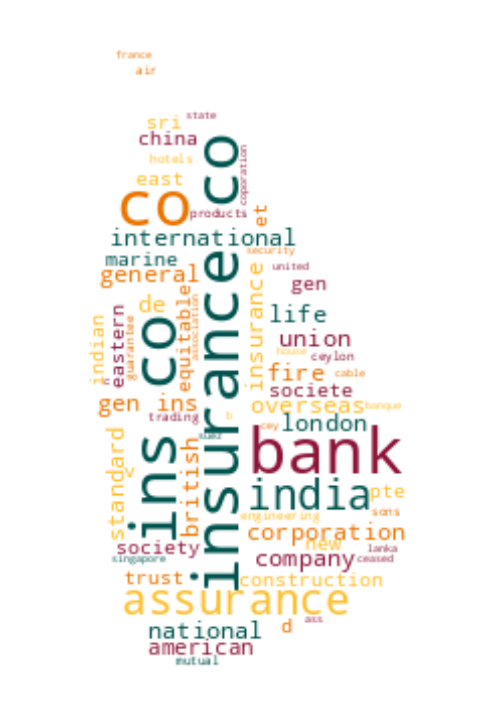 france
air
state
sri
china
hotels
east
co
products
coporation
et
international
security
marine
general
united
gen
insurance co
insurance
life
de
equitable
association
ins co
indian
eastern
guarantee
union
house
ceylon
fire
cable
n
societe
gen ins
overseas
banque
trading
b
cey
london
suez
bank
standard
v
british
india
pte
sons
engineering
corporation
new
society
lanka
company
ceased
singapore
trust
construction
assurance
ass
d
national
american
mutual